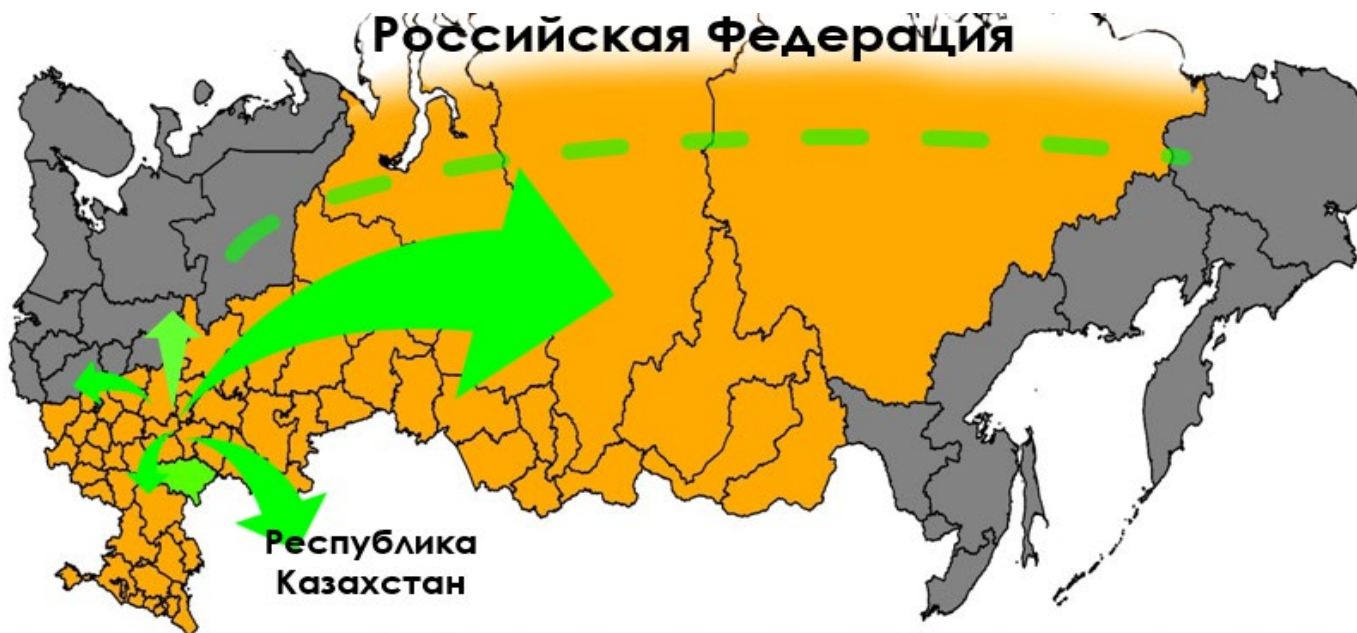 Российская Федерация
Республика
Казахстан